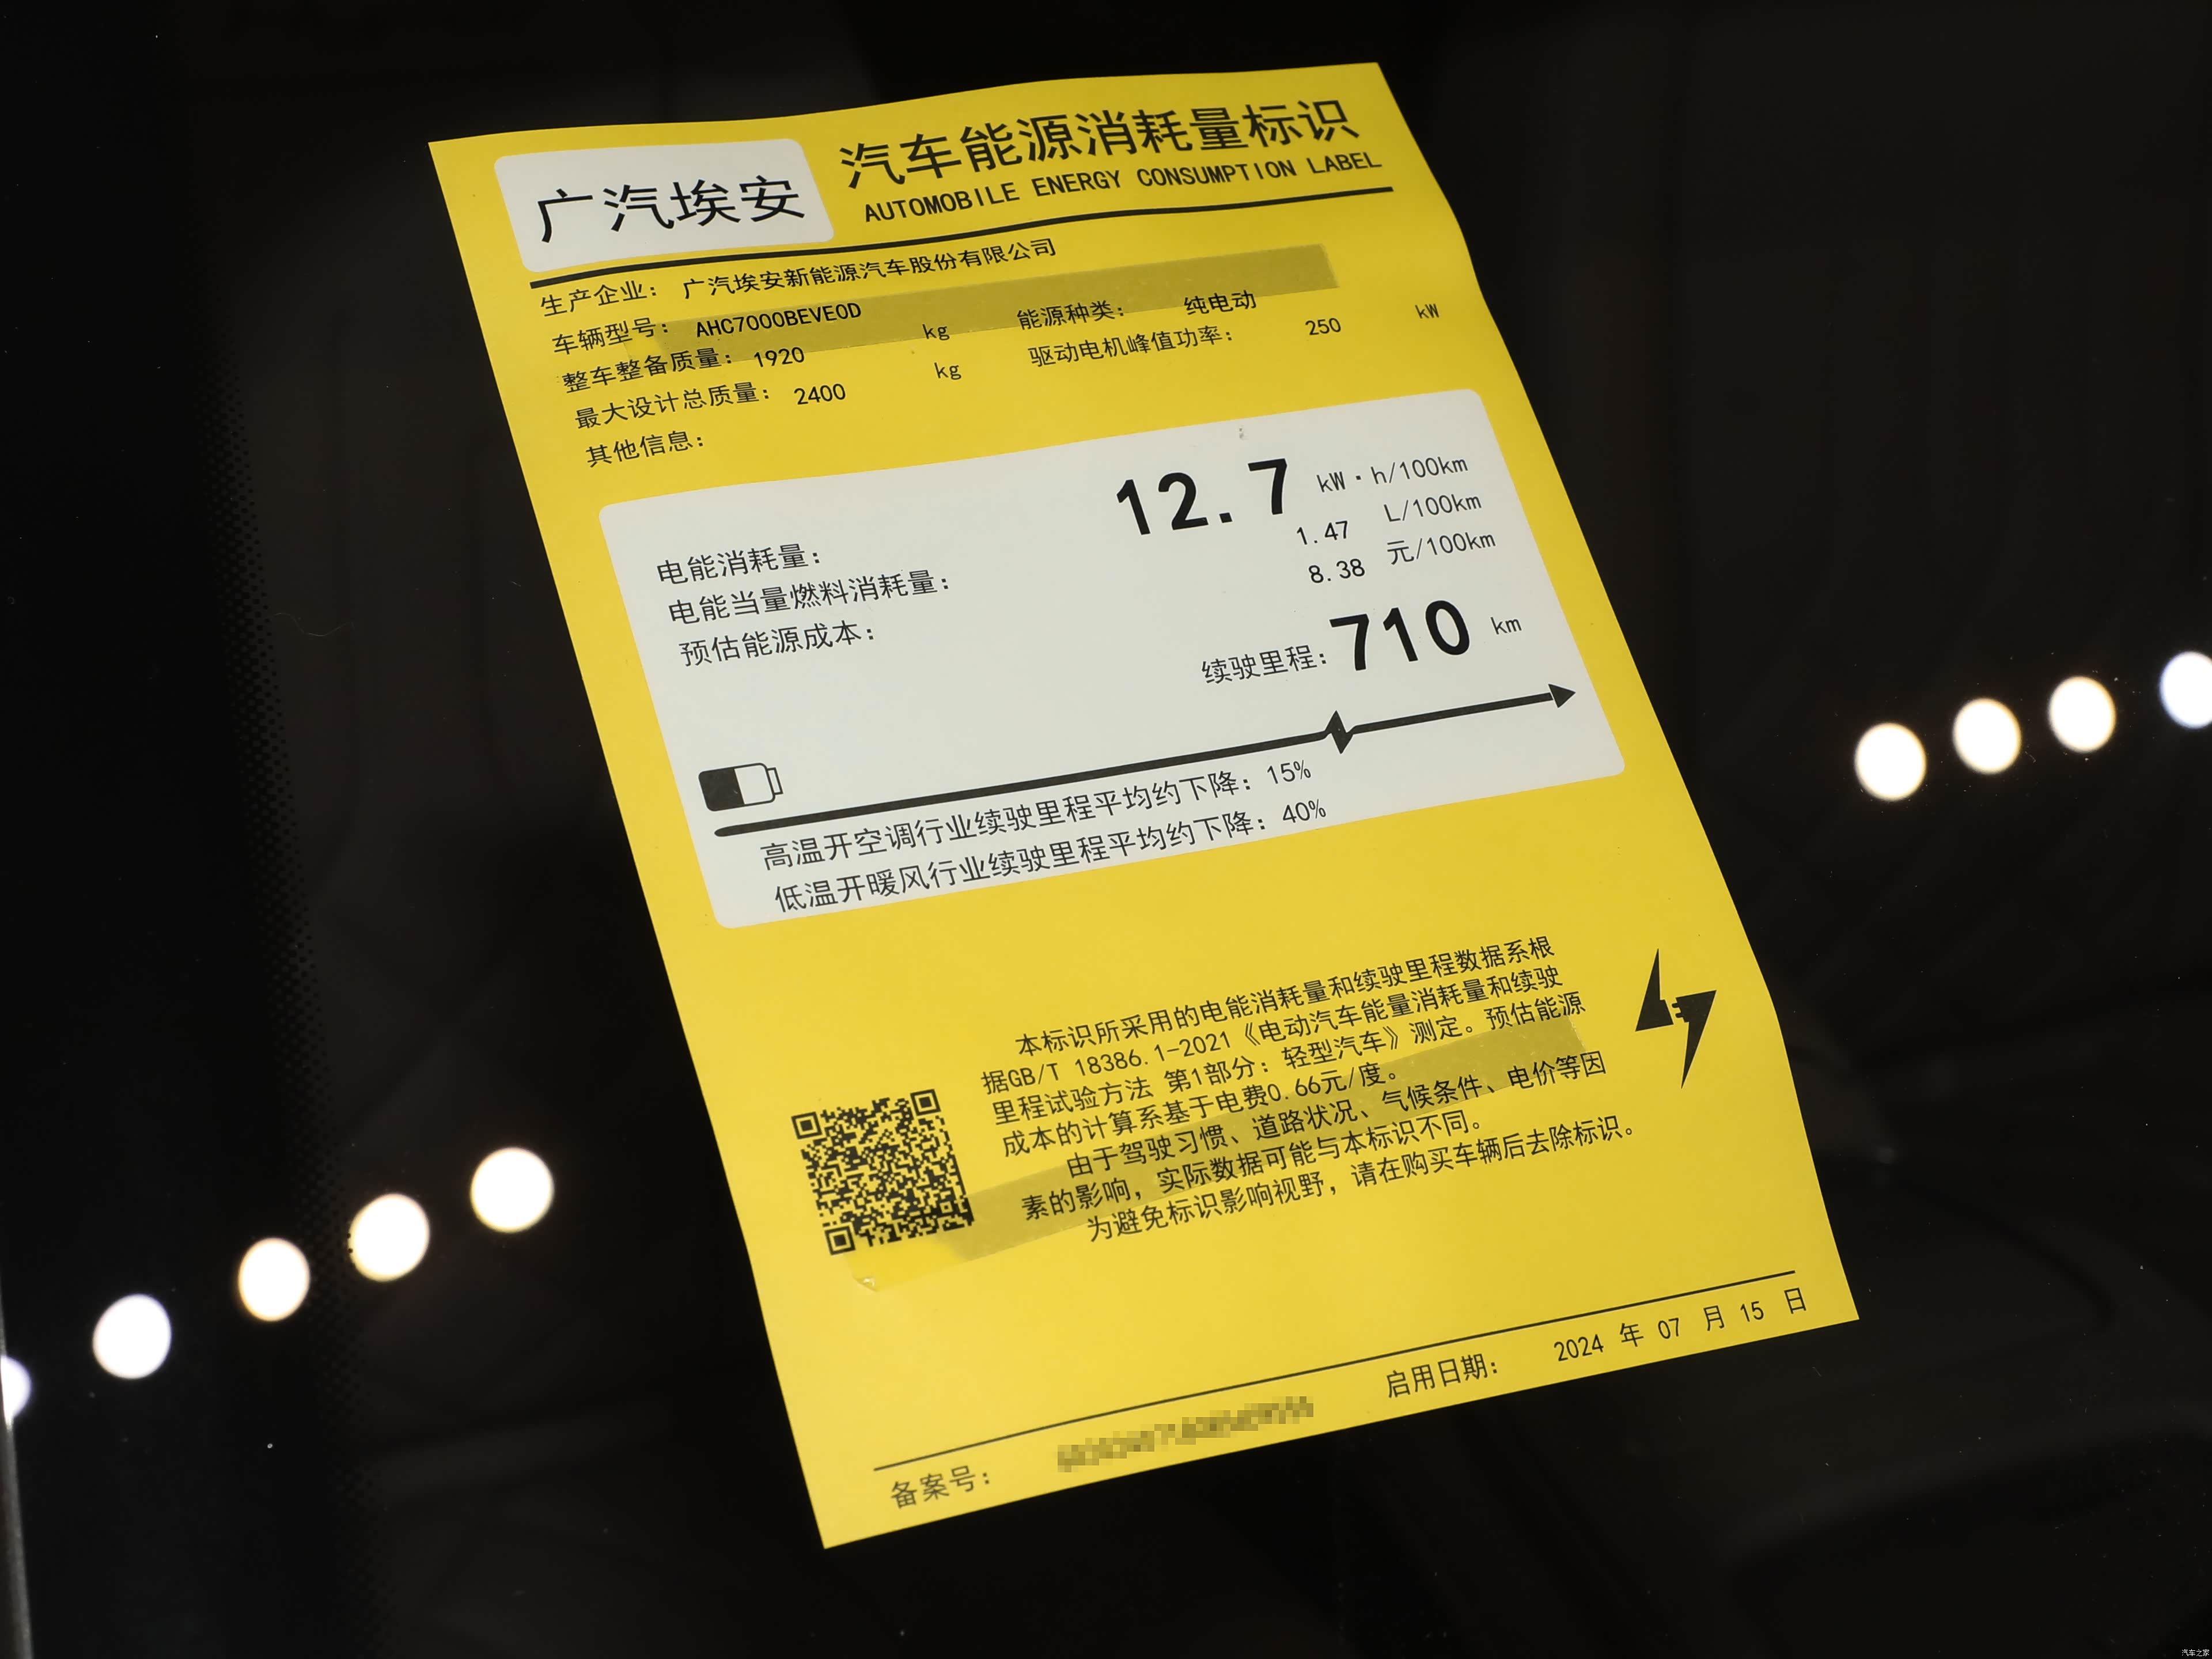 广汽埃安
汽车能源消耗量标识
AUTOMOBILE ENERGY CONSUMPTION LABEL
生产企业： 广汽埃安新能源汽车股份有限公司
车辆型号： AHC7000BEVE0D 能源种类： 纯电动
整车整备质量： 1920 kg 驱动电机峰值功率： 250 kW
最大设计总质量： 2400 kg
其他信息：
电能消耗量： 12.7 kW·h/100km
电能当量燃料消耗量： 1.47 L/100km
预估能源成本： 8.38 元/100km
续驶里程： 710 km
高温开空调行业续驶里程平均约下降： 15%
低温开暖风行业续驶里程平均约下降： 40%
本标识所采用的电能消耗量和续驶里程数据系根
据GB/T 18386.1-2021《电动汽车能量消耗量和续驶
里程试验方法 第1部分：轻型汽车》测定。预估能源
成本的计算系基于电费0.66元/度。
由于驾驶习惯、道路状况、气候条件、电价等因
素的影响，实际数据可能与本标识不同。
为避免标识影响视野，请在购买车辆后去除标识。
备案号： 启用日期： 2024 年 07 月 15 日
汽车之家